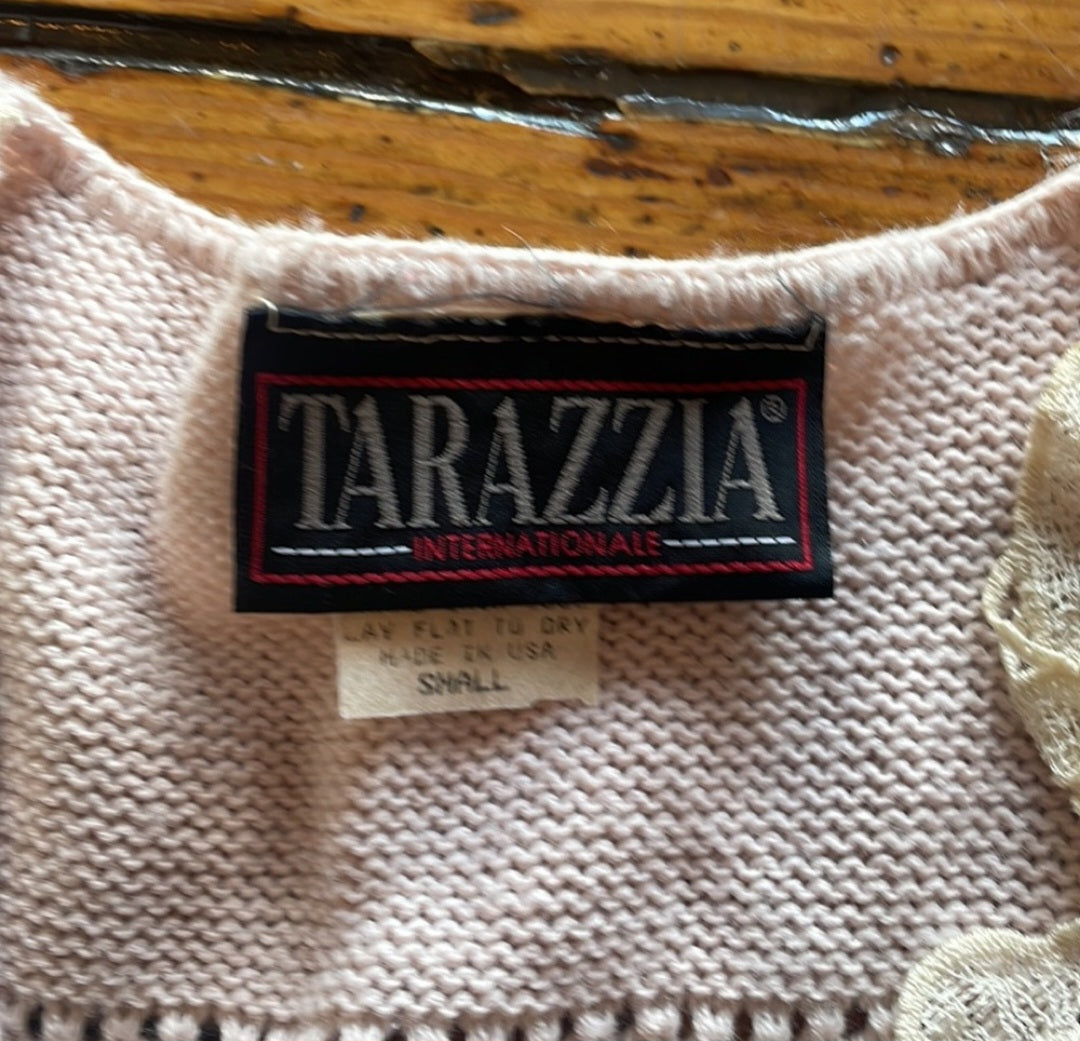 TARAZZIA®
INTERNATIONALE
LAY FLAT TO DRY
MADE IN USA
SMALL